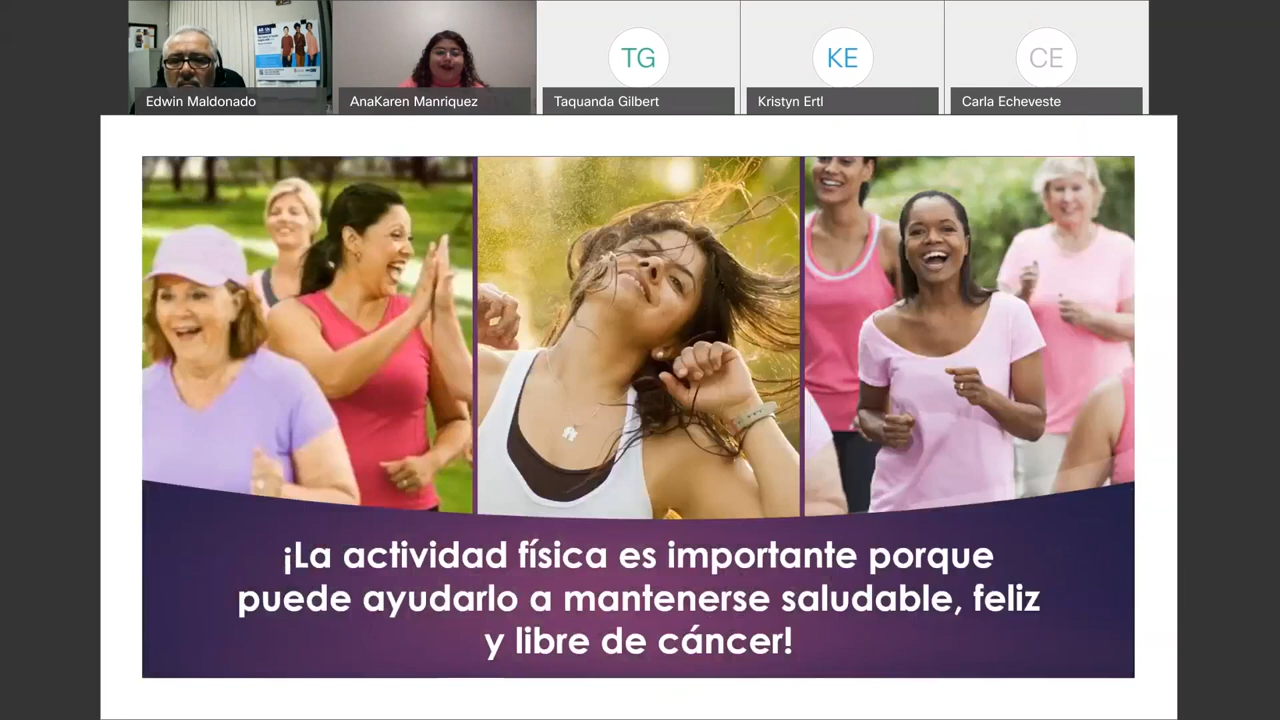 Edwin Maldonado
AnaKaren Manriquez
TG
Taquanda Gilbert
KE
Kristyn Ertl
CE
Carla Echeveste
¡La actividad física es importante porque
puede ayudarlo a mantenerse saludable, feliz
y libre de cáncer!